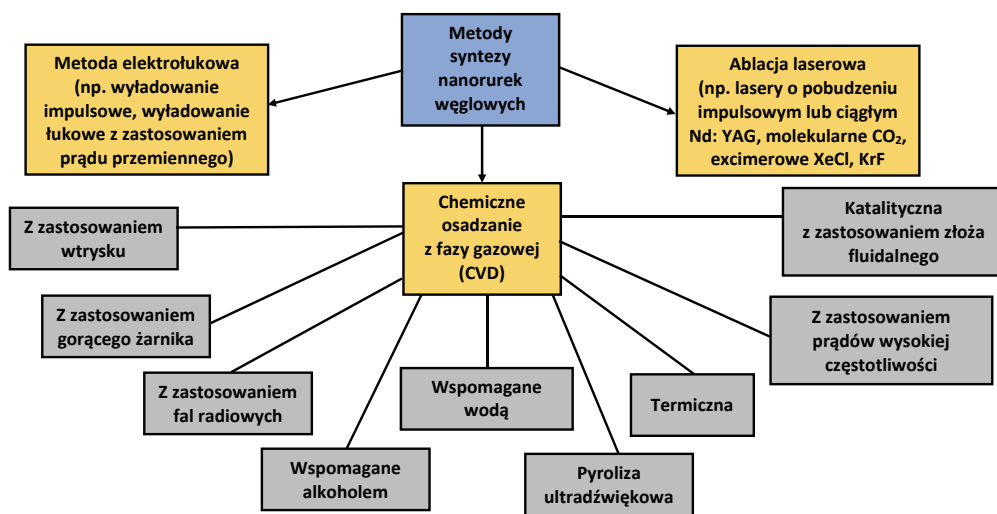 Metody
syntezy
nanorurek
węglowych
Metoda elektrołukowa
(np. wyładowanie
impulsowe, wyładowanie
łukowe z zastosowaniem
prądu przemiennego)
Ablacja laserowa
(np. lasery o pobudzeniu
impulsowym lub ciągłym
Nd: YAG, molekularne CO₂,
excimerowe XeCl, KrF
Chemiczne
osadzanie
z fazy gazowej
(CVD)
Z zastosowaniem
wtrysku
Katalityczna
z zastosowaniem złoża
fluidalnego
Z zastosowaniem
gorącego żarnika
Z zastosowaniem
prądów wysokiej
częstotliwości
Z zastosowaniem
fal radiowych
Wspomagane
wodą
Termiczna
Wspomagane
alkoholem
Pyroliza
ultradźwiękowa